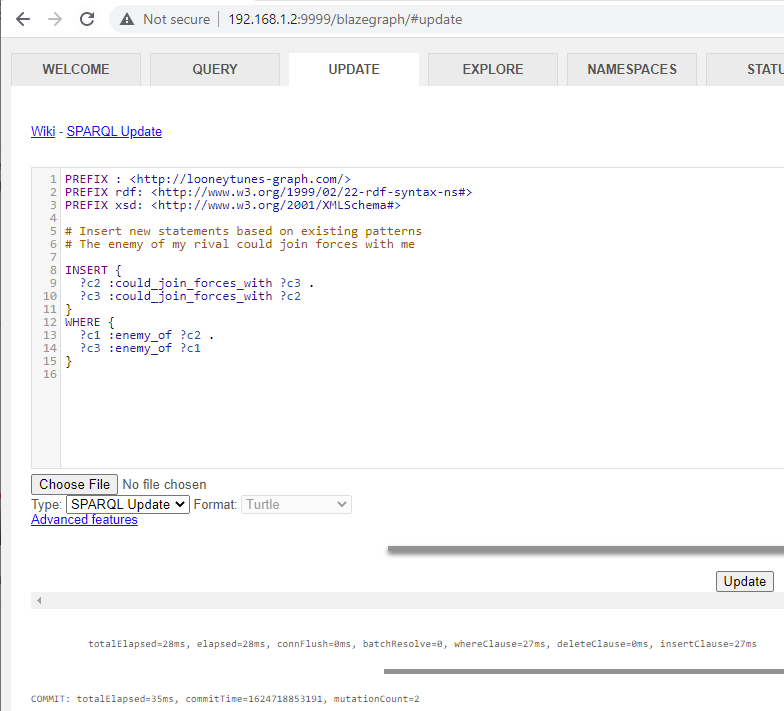 Not secure | 192.168.1.2:9999/blazegraph/#update
WELCOME QUERY UPDATE EXPLORE NAMESPACES STATU
Wiki - SPARQL Update
1 PREFIX : <http://looneytunes-graph.com/>
2 PREFIX rdf: <http://www.w3.org/1999/02/22-rdf-syntax-ns#>
3 PREFIX xsd: <http://www.w3.org/2001/XMLSchema#>
4
5 # Insert new statements based on existing patterns
6 # The enemy of my rival could join forces with me
7
8 INSERT {
9   ?c2 :could_join_forces_with ?c3 .
10   ?c3 :could_join_forces_with ?c2
11 }
12 WHERE {
13   ?c1 :enemy_of ?c2 .
14   ?c3 :enemy_of ?c1
15 }
16
Choose File No file chosen
Type: SPARQL Update Format: Turtle
Advanced features
Update
totalElapsed=28ms, elapsed=28ms, connFlush=0ms, batchResolve=0, whereClause=27ms, deleteClause=0ms, insertClause=27ms
COMMIT: totalElapsed=35ms, commitTime=1624718853191, mutationCount=2